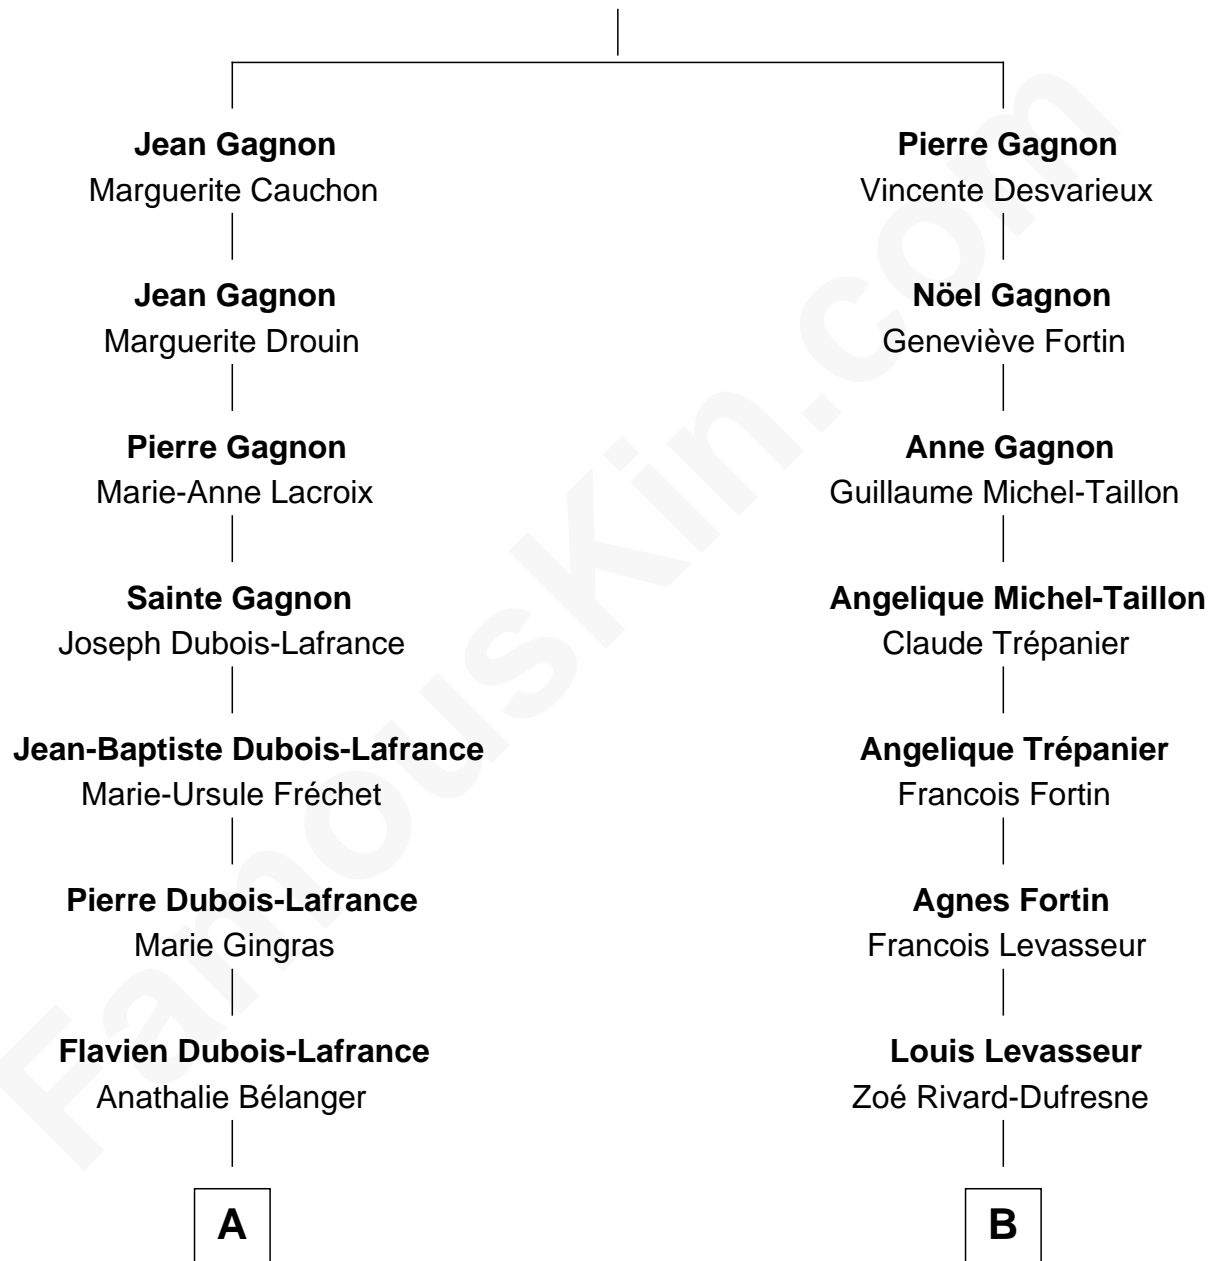 Jean Gagnon
Marguerite Cauchon
Jean Gagnon
Marguerite Drouin
Pierre Gagnon
Marie-Anne Lacroix
Sainte Gagnon
Joseph Dubois-Lafrance
Jean-Baptiste Dubois-Lafrance
Marie-Ursule Fréchet
Pierre Dubois-Lafrance
Marie Gingras
Flavien Dubois-Lafrance
Anathalie Bélanger
A
Pierre Gagnon
Vincente Desvarieux
Nöel Gagnon
Geneviève Fortin
Anne Gagnon
Guillaume Michel-Taillon
Angelique Michel-Taillon
Claude Trépanier
Angelique Trépanier
Francois Fortin
Agnes Fortin
Francois Levasseur
Louis Levasseur
Zoé Rivard-Dufresne
B
FamousKin.com